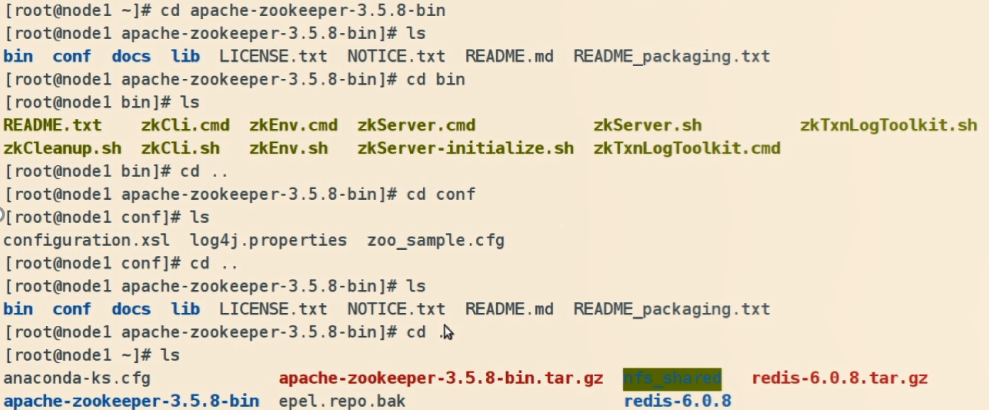 [root@node1 ~]# cd apache-zookeeper-3.5.8-bin
[root@node1 apache-zookeeper-3.5.8-bin]# ls
bin conf docs lib LICENSE.txt NOTICE.txt README.md README_packaging.txt
[root@node1 apache-zookeeper-3.5.8-bin]# cd bin
[root@node1 bin]# ls
README.txt zkCli.cmd zkEnv.cmd zkServer.cmd zkServer.sh zkTxnLogToolkit.sh
zkCleanup.sh zkCli.sh zkEnv.sh zkServer-initialize.sh zkTxnLogToolkit.cmd
[root@node1 bin]# cd ..
[root@node1 apache-zookeeper-3.5.8-bin]# cd conf
[root@node1 conf]# ls
configuration.xsl log4j.properties zoo_sample.cfg
[root@node1 conf]# cd ..
[root@node1 apache-zookeeper-3.5.8-bin]# ls
bin conf docs lib LICENSE.txt NOTICE.txt README.md README_packaging.txt
[root@node1 apache-zookeeper-3.5.8-bin]# cd
[root@node1 ~]# ls
anaconda-ks.cfg apache-zookeeper-3.5.8-bin.tar.gz nfs_shared redis-6.0.8.tar.gz
apache-zookeeper-3.5.8-bin epel.repo.bak redis-6.0.8